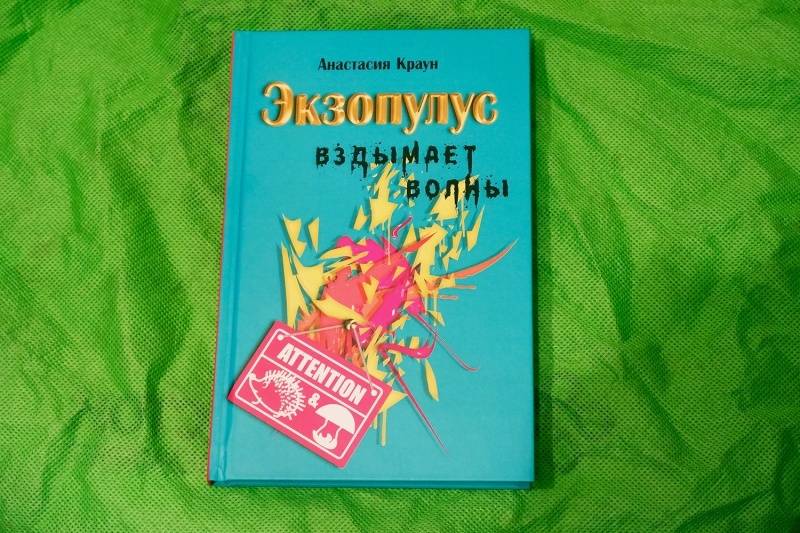 Анастасия Краун
Экзопулус
вздымает
волны
ATTENTION
&